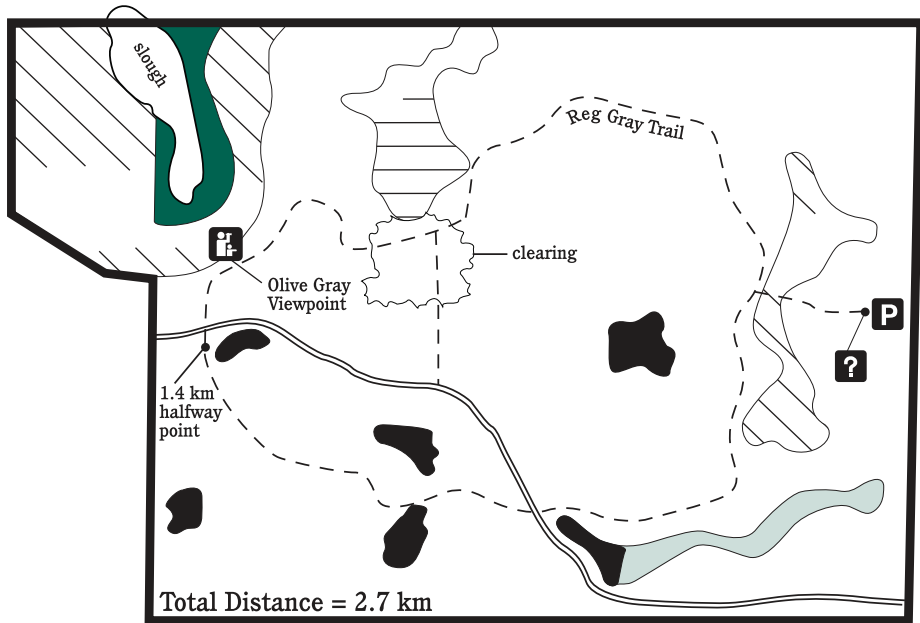 slough
Reg Gray Trail
clearing
Olive Gray
Viewpoint
P
?
1.4 km
halfway
point
Total Distance = 2.7 km